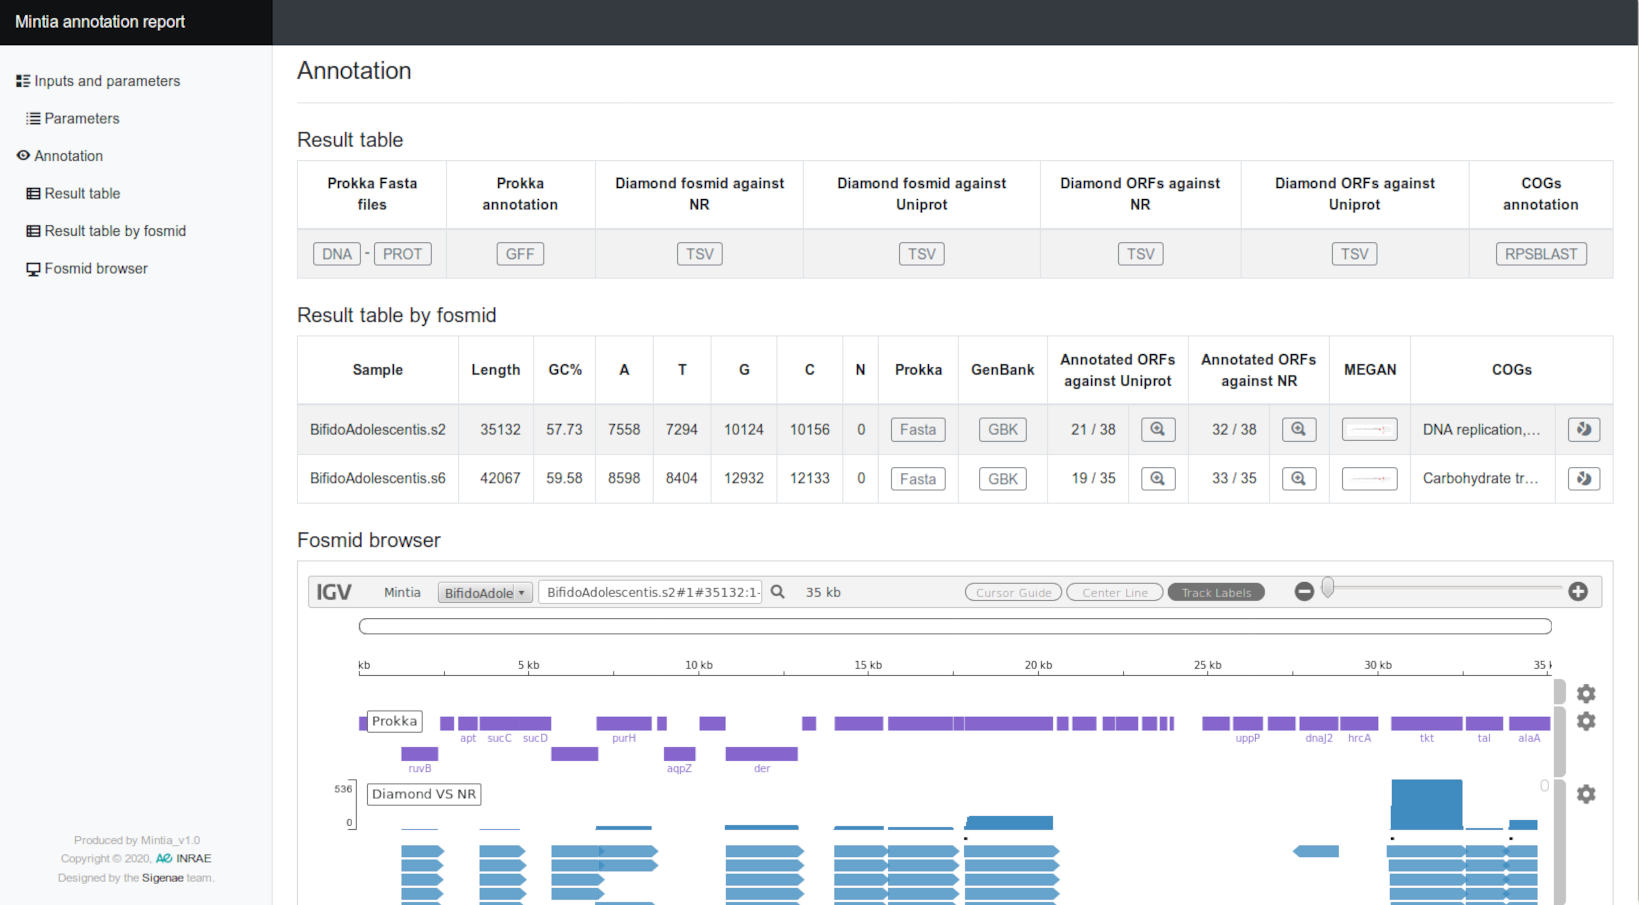 Mintia annotation report
Inputs and parameters
Parameters
Annotation
Result table
Result table by fosmid
Fosmid browser
Produced by Mintia_v1.0
Copyright © 2020, INRAE
Designed by the Sigenae team.
Annotation
Result table
Prokka Fasta files Prokka annotation Diamond fosmid against NR Diamond fosmid against Uniprot Diamond ORFs against NR Diamond ORFs against Uniprot COGs annotation
DNA - PROT GFF TSV TSV TSV TSV RPSBLAST
Result table by fosmid
Sample Length GC% A T G C N Prokka GenBank Annotated ORFs against Uniprot Annotated ORFs against NR MEGAN COGs
BifidoAdolescentis.s2 35132 57.73 7558 7294 10124 10156 0 Fasta GBK 21 / 38 32 / 38 DNA replication,...
BifidoAdolescentis.s6 42067 59.58 8598 8404 12932 12133 0 Fasta GBK 19 / 35 33 / 35 Carbohydrate tr...
Fosmid browser
IGV Mintia BifidoAdole BifidoAdolescentis.s2#1#35132:1- 35 kb Cursor Guide Center Line Track Labels
kb 5 kb 10 kb 15 kb 20 kb 25 kb 30 kb 35 k
Prokka
apt sucC sucD purH uppP dnaJ2 hrcA tkt tal alaA
ruvB aqpZ der
536 Diamond VS NR
0